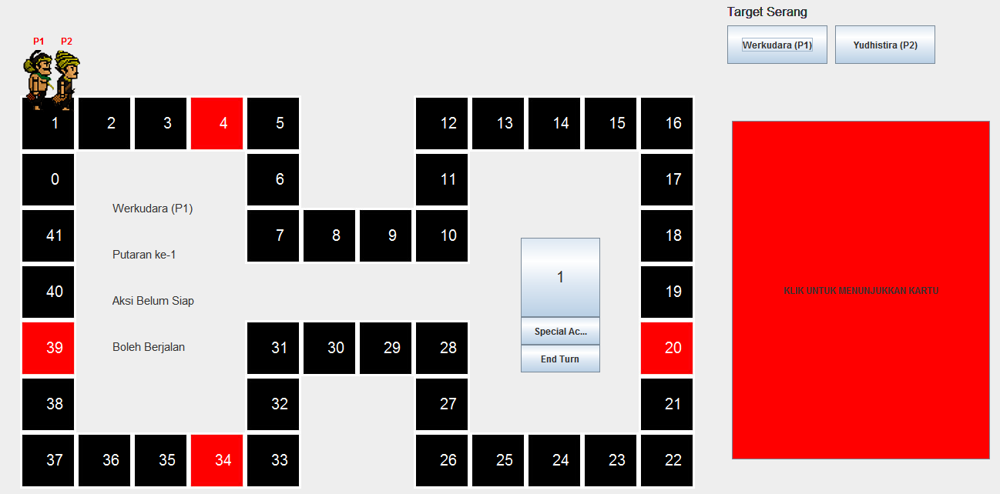 Target Serang
P1 P2
Werkudara (P1) Yudhistira (P2)
1 2 3 4 5 12 13 14 15 16
0 6 11 17
Werkudara (P1)
41 7 8 9 10 18
Putaran ke-1
1
40 19
KLIK UNTUK MENUNJUKKAN KARTU
Aksi Belum Siap
Special Ac...
39 31 30 29 28 20
Boleh Berjalan
End Turn
38 32 27 21
37 36 35 34 33 26 25 24 23 22